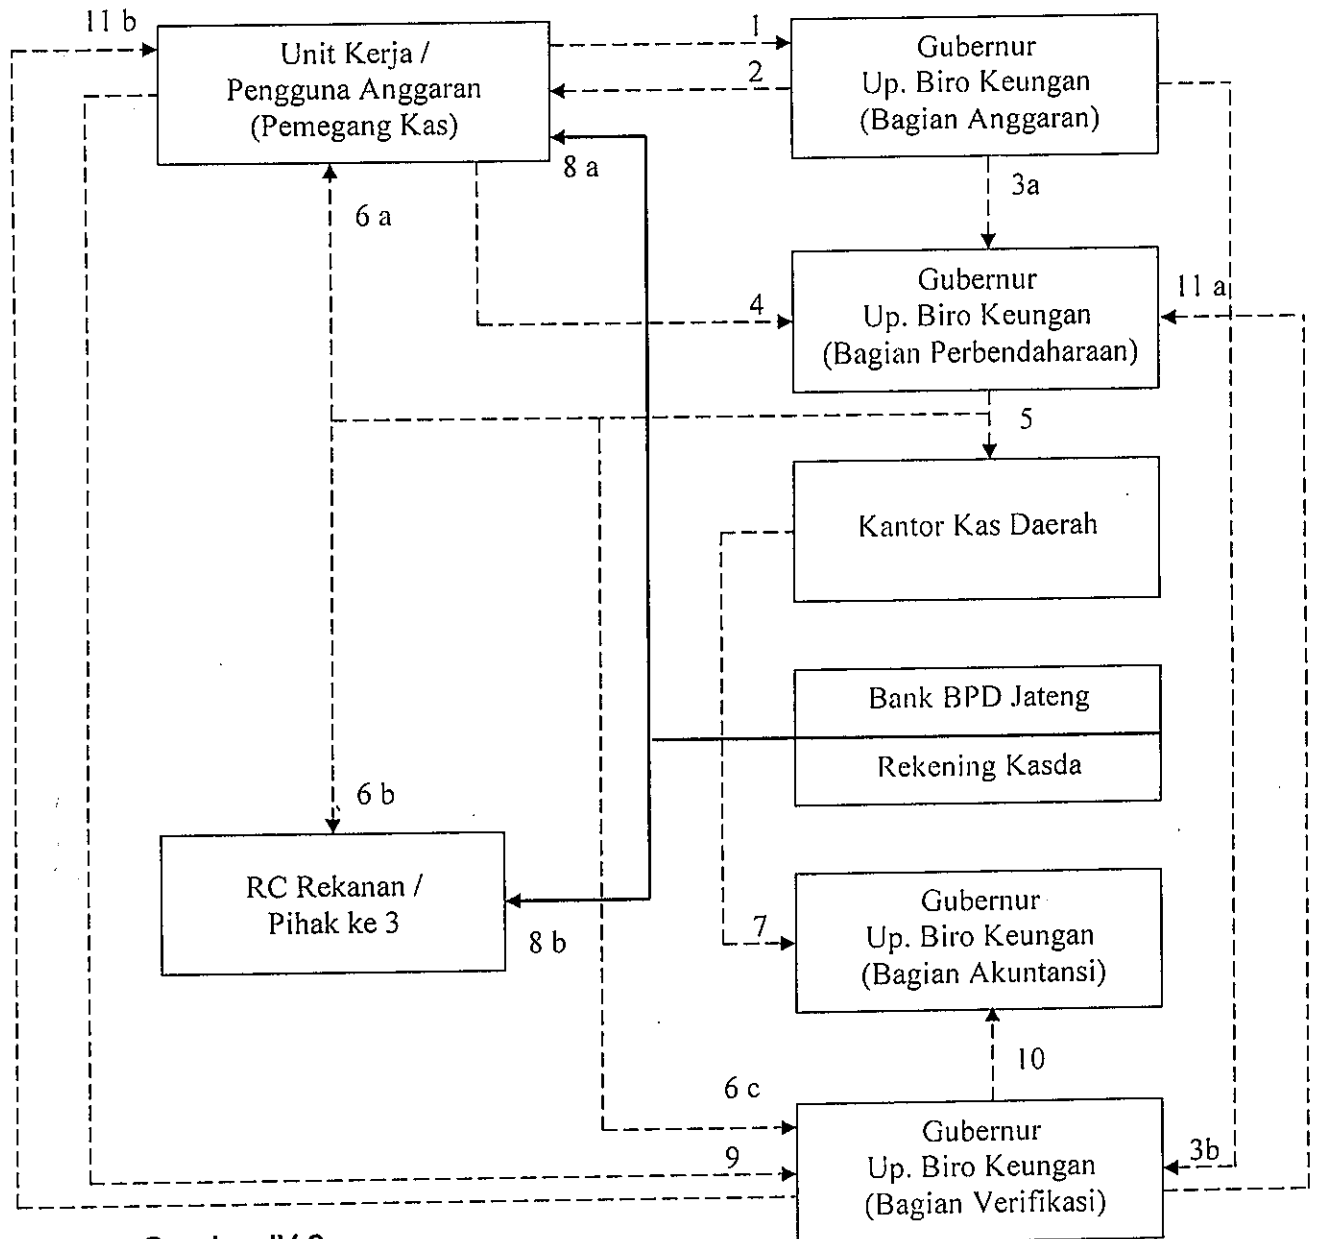 11 b
Unit Kerja /
Pengguna Anggaran
(Pemegang Kas)
1
2
Gubernur
Up. Biro Keungan
(Bagian Anggaran)
8 a
6 a
3a
4
Gubernur
Up. Biro Keungan
(Bagian Perbendaharaan)
11 a
5
Kantor Kas Daerah
Bank BPD Jateng
Rekening Kasda
6 b
RC Rekanan /
Pihak ke 3
8 b
7
Gubernur
Up. Biro Keungan
(Bagian Akuntansi)
10
6 c
9
Gubernur
Up. Biro Keungan
(Bagian Verifikasi)
3b